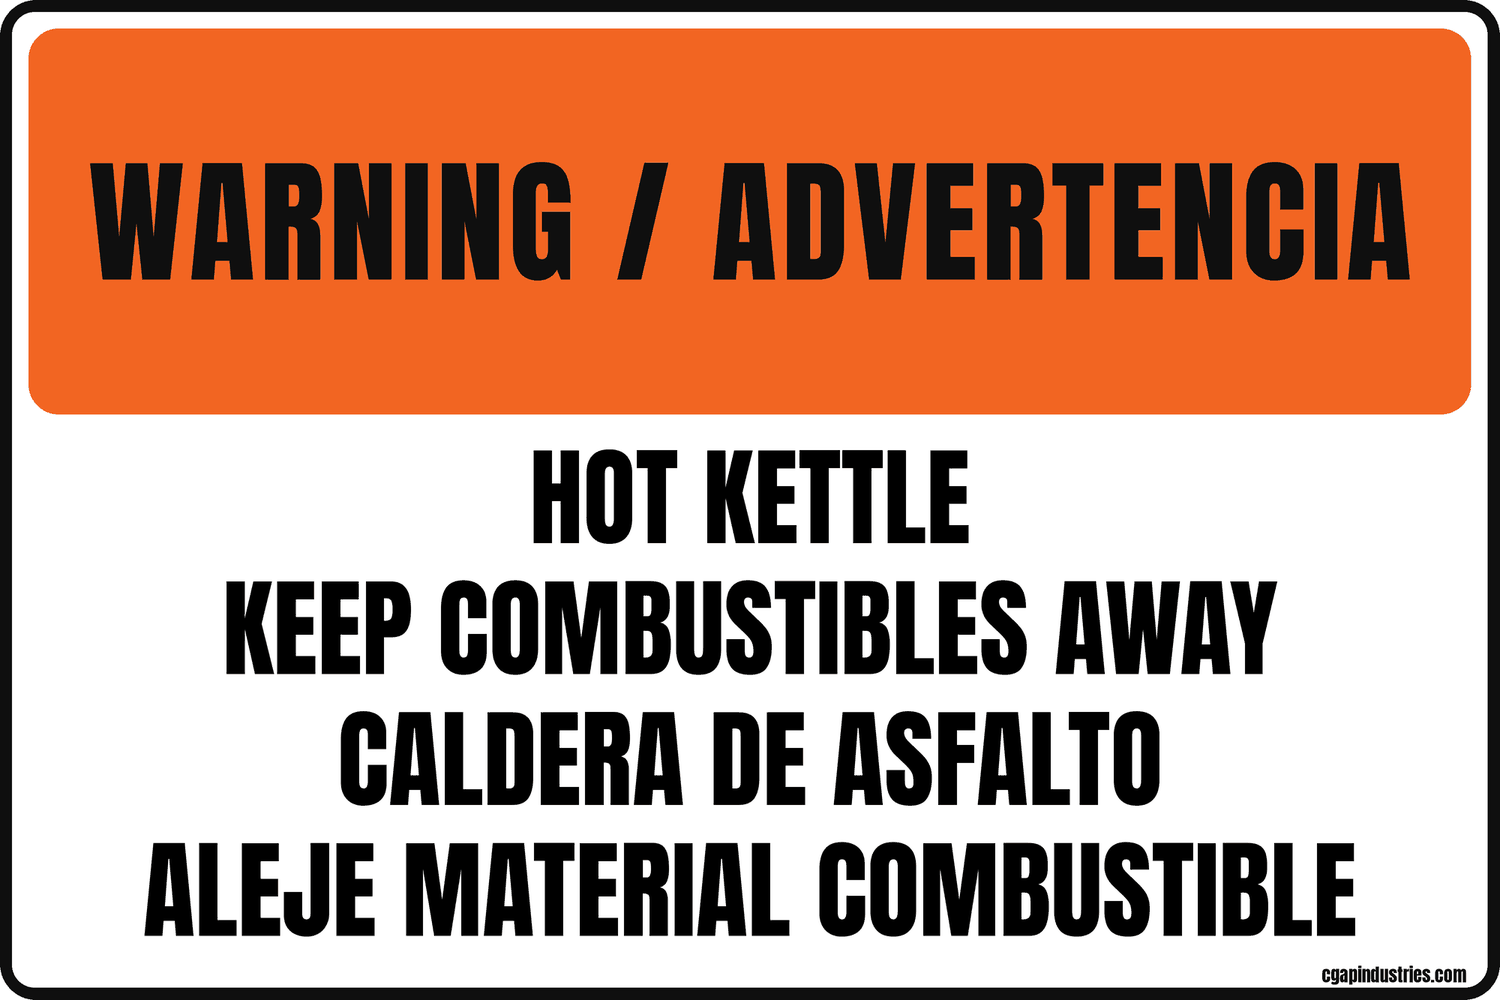 WARNING / ADVERTENCIA
HOT KETTLE
KEEP COMBUSTIBLES AWAY
CALDERA DE ASFALTO
ALEJE MATERIAL COMBUSTIBLE
cgapindustries.com